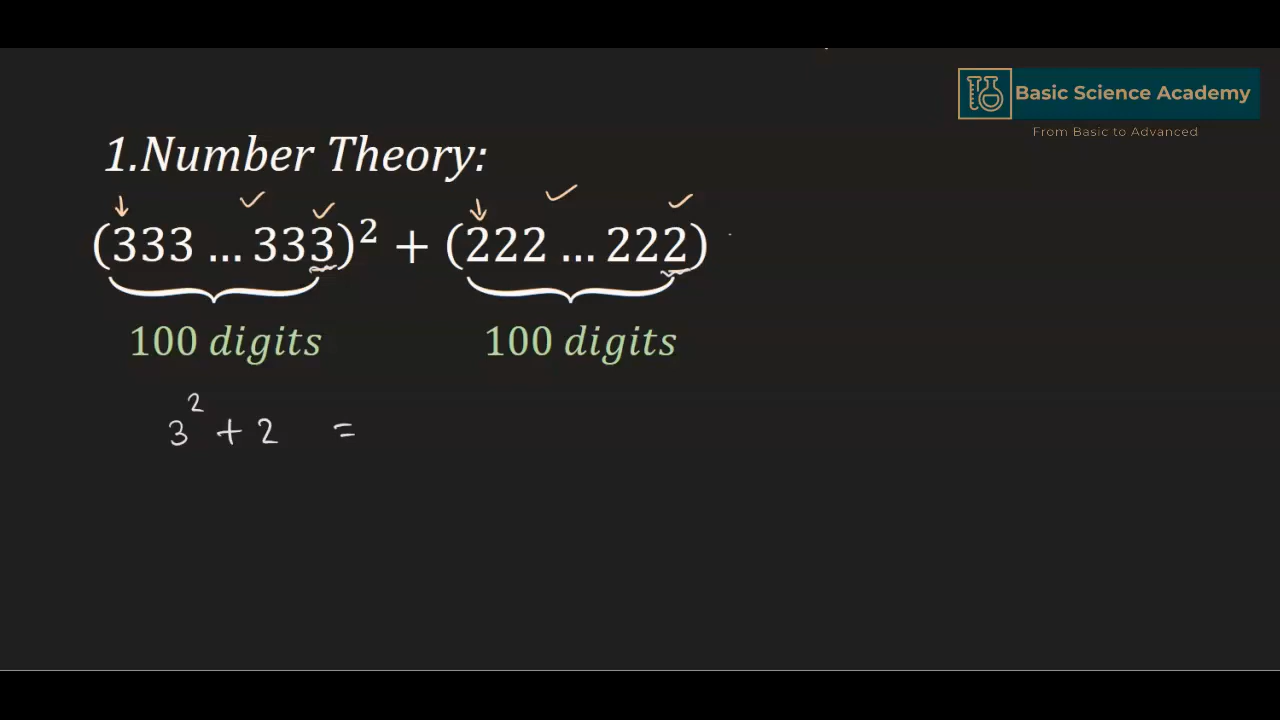 Basic Science Academy
From Basic to Advanced
1.Number Theory:
(333 ... 333)² + (222 ... 222)
100 digits 100 digits
3² + 2 =